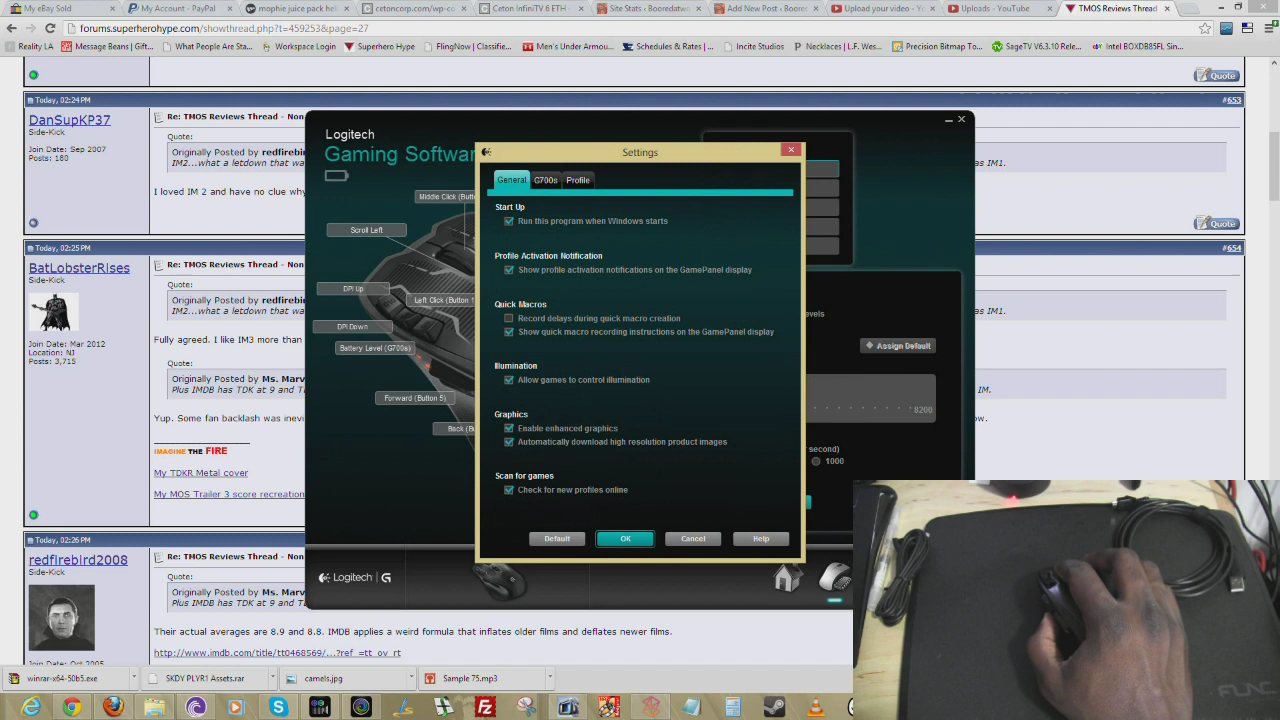 My eBay Sold
My Account - PayPal
mophie juice pack hel
cetoncorp.com/wp-co
Ceton InfiniTV 6 ETH
Site Stats ‹ Booredatwo
Add New Post ‹ Boored
Upload your video - Yo
Uploads - YouTube
TMOS Reviews Thread -
forums.superherohype.com/showthread.php?t=459253&page=27
Reality LA
Message Beans / Gift...
What People Are Sta...
Workspace Login
Superhero Hype
FlingNow | Classifie...
Men's Under Armou...
Schedules & Rates | ...
Incite Studios
Necklaces | L.F. Wes...
Precision Bitmap To...
SageTV V6.3.10 Rele...
Intel BOXDB85FL Sin...
Quote
Today, 02:24 PM
#653
DanSupKP37
Side-Kick
Join Date: Sep 2007
Posts: 180
Re: TMOS Reviews Thread - Non
Quote:
Originally Posted by redfirebi
IM2...what a letdown that wa
as IM1.
I loved IM 2 and have no clue why
Quote
Today, 02:25 PM
#654
BatLobsterRises
Side-Kick
Join Date: Mar 2012
Location: NJ
Posts: 3,715
Re: TMOS Reviews Thread - Non
Quote:
Originally Posted by redfirebi
IM2...what a letdown that wa
as IM1.
Fully agreed. I like IM3 more than
Quote:
Originally Posted by Ms. Marv
Plus IMDB has TDK at 9 and T
IM.
Yup. Some fan backlash was inevi
ow.
IMAGINE THE FIRE
My TDKR Metal cover
My MOS Trailer 3 score recreation
Today, 02:26 PM
redfirebird2008
Side-Kick
Join Date: Oct 2005
Re: TMOS Reviews Thread - Non
Quote:
Originally Posted by Ms. Marv
Plus IMDB has TDK at 9 and T
Their actual averages are 8.9 and 8.8. IMDB applies a weird formula that inflates older films and deflates newer films.
http://www.imdb.com/title/tt0468569/...?ref_=tt_ov_rt
Logitech
Gaming Softwar
Middle Click (Butto
Scroll Left
DPI Up
Left Click (Button 1
DPI Down
Battery Level (G700s)
Forward (Button 5)
Back (Bu
evels
Assign Default
8200
r second)
1000
Logitech | G
Settings
General
G700s
Profile
Start Up
Run this program when Windows starts
Profile Activation Notification
Show profile activation notifications on the GamePanel display
Quick Macros
Record delays during quick macro creation
Show quick macro recording instructions on the GamePanel display
Illumination
Allow games to control illumination
Graphics
Enable enhanced graphics
Automatically download high resolution product images
Scan for games
Check for new profiles online
Default
OK
Cancel
Help
FUNC
winrar-x64-50b5.exe
SKDY PLYR1 Assets.rar
camels.jpg
Sample 75.mp3